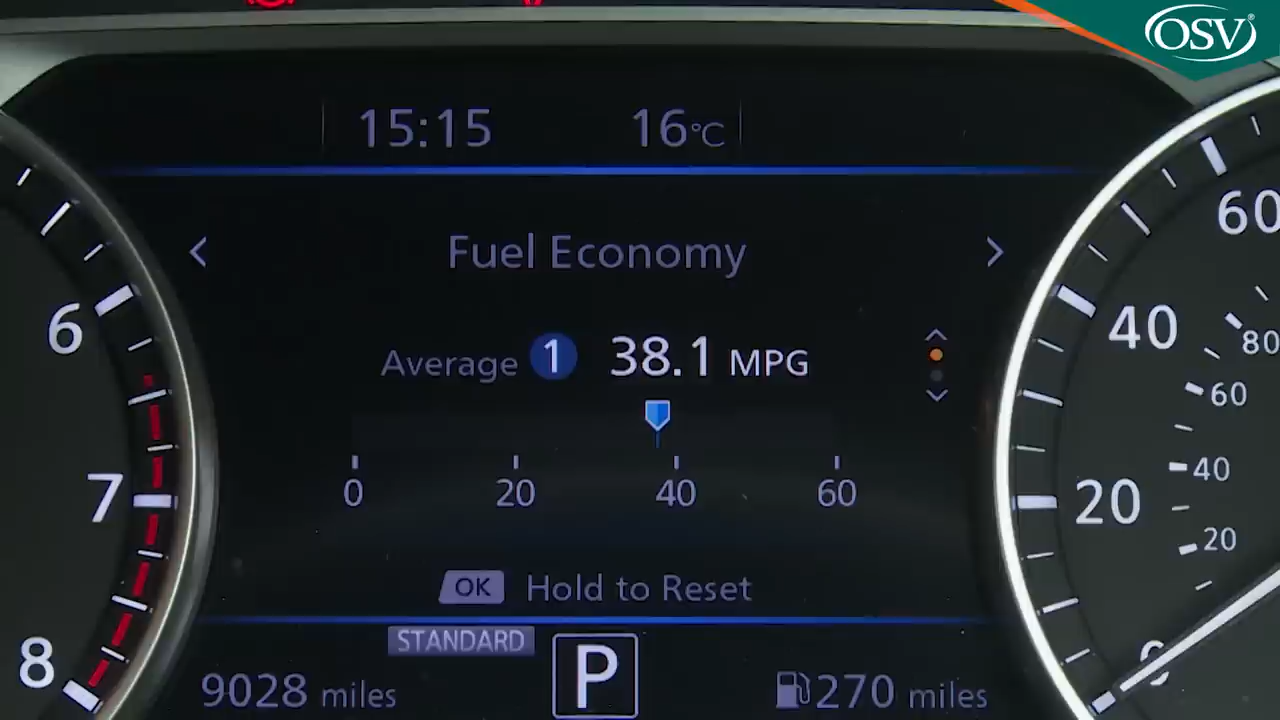 OSV®
15:15 16°C
< Fuel Economy >
Average 1 38.1 MPG
0 20 40 60
OK Hold to Reset
STANDARD
9028 miles P 270 miles
6
7
8
60
40
20
0
80
60
40
20